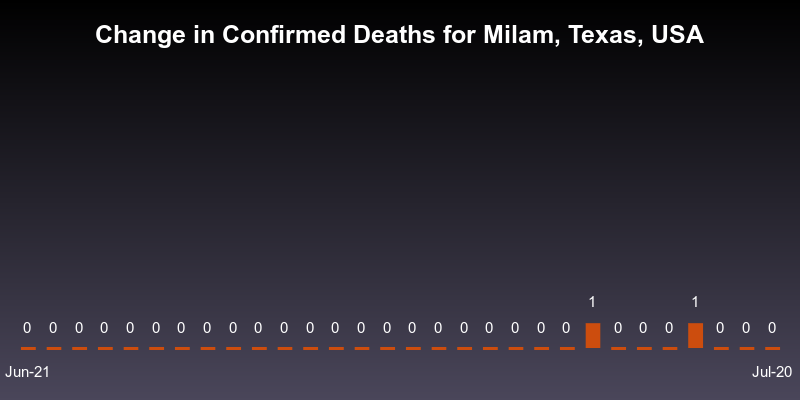 Change in Confirmed Deaths for Milam, Texas, USA
1 1
0 0 0 0 0 0 0 0 0 0 0 0 0 0 0 0 0 0 0 0 0 0 0 0 0 0 0 0
Jun-21 Jul-20